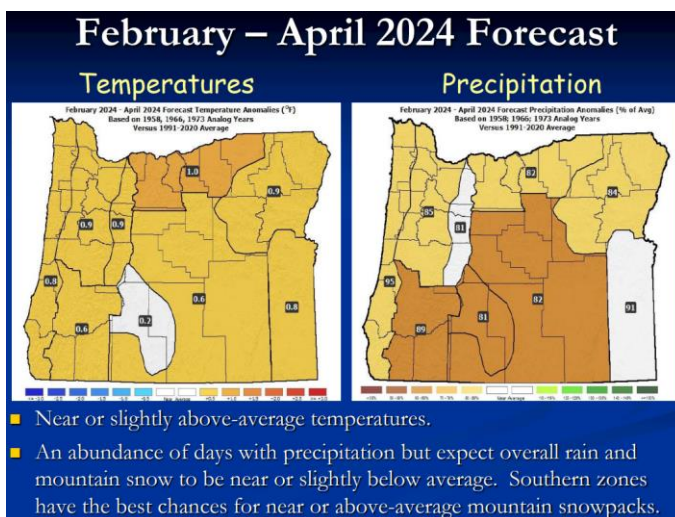 February – April 2024 Forecast
Temperatures
Precipitation
February 2024 - April 2024 Forecast Temperature Anomalies (°F)
Based on 1958, 1966, 1973 Analog Years
Versus 1991-2020 Average
1.0
0.9
0.9
0.9
0.8
0.6
0.2
0.6
0.8
Near Average
February 2024 - April 2024 Forecast Precipitation Anomalies (% of Avg)
Based on 1958; 1966; 1973 Analog Years
Versus 1991-2020 Average
82
84
85
81
95
89
81
82
91
Near Average
Near or slightly above-average temperatures.
An abundance of days with precipitation but expect overall rain and
mountain snow to be near or slightly below average. Southern zones
have the best chances for near or above-average mountain snowpacks.